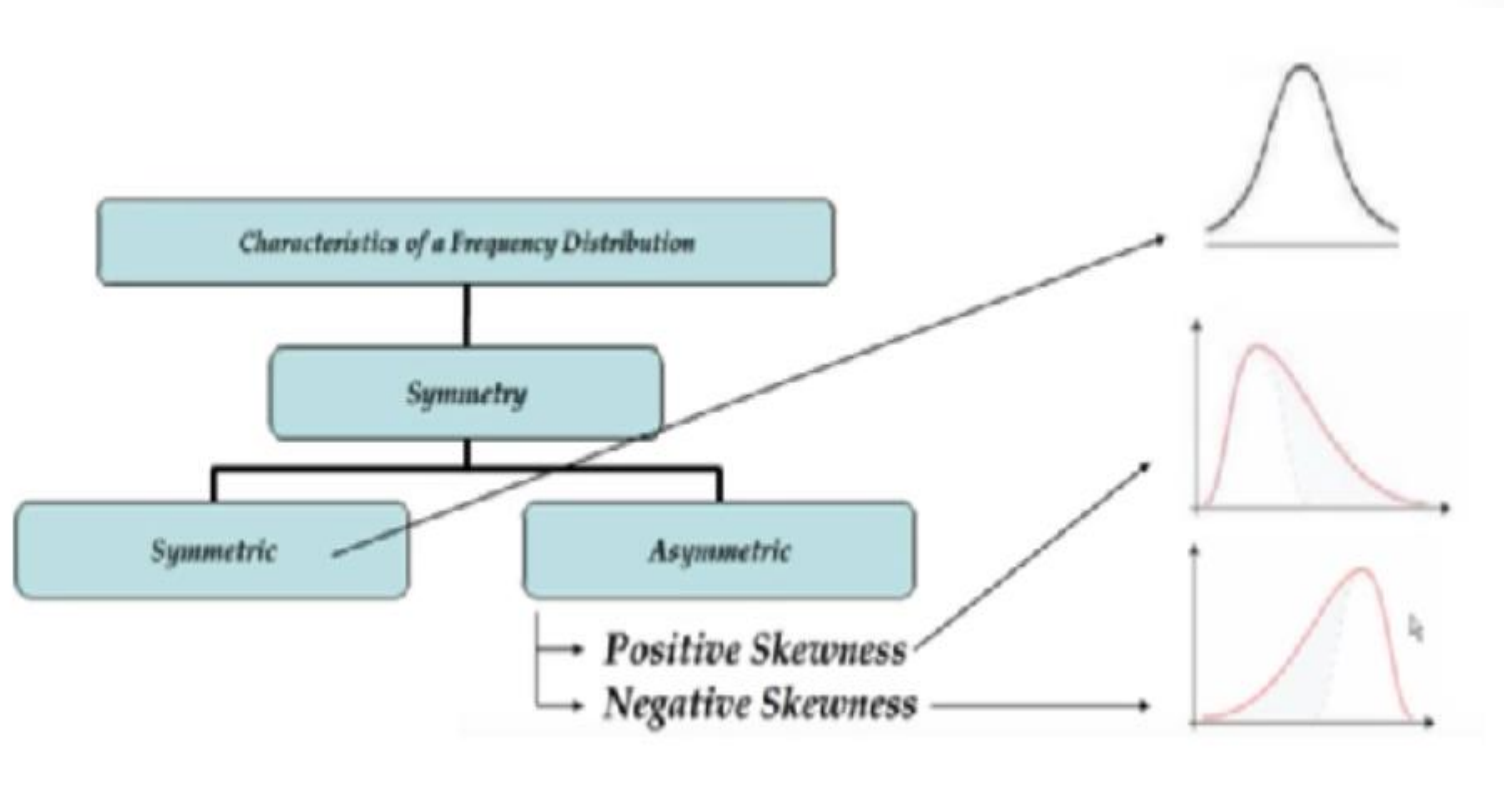 Characteristics of a Frequency Distribution
Symmetry
Symmetric
Asymmetric
Positive Skewness
Negative Skewness